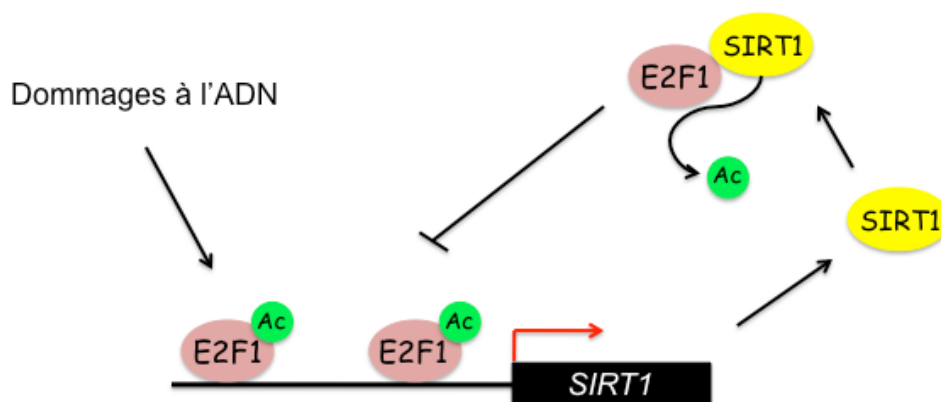 SIRT1
E2F1
Dommages à l’ADN
Ac
SIRT1
Ac
Ac
E2F1
E2F1
SIRT1